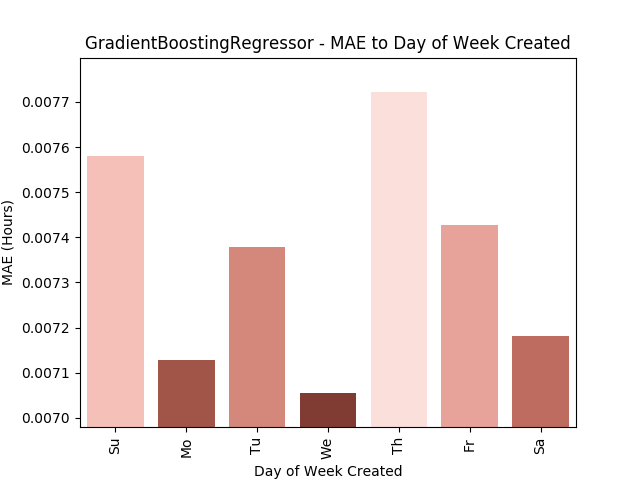 GradientBoostingRegressor - MAE to Day of Week Created
0.0077
0.0076
0.0075
0.0074
0.0073
0.0072
0.0071
0.0070
MAE (Hours)
Su
Mo
Tu
We
Th
Fr
Sa
Day of Week Created